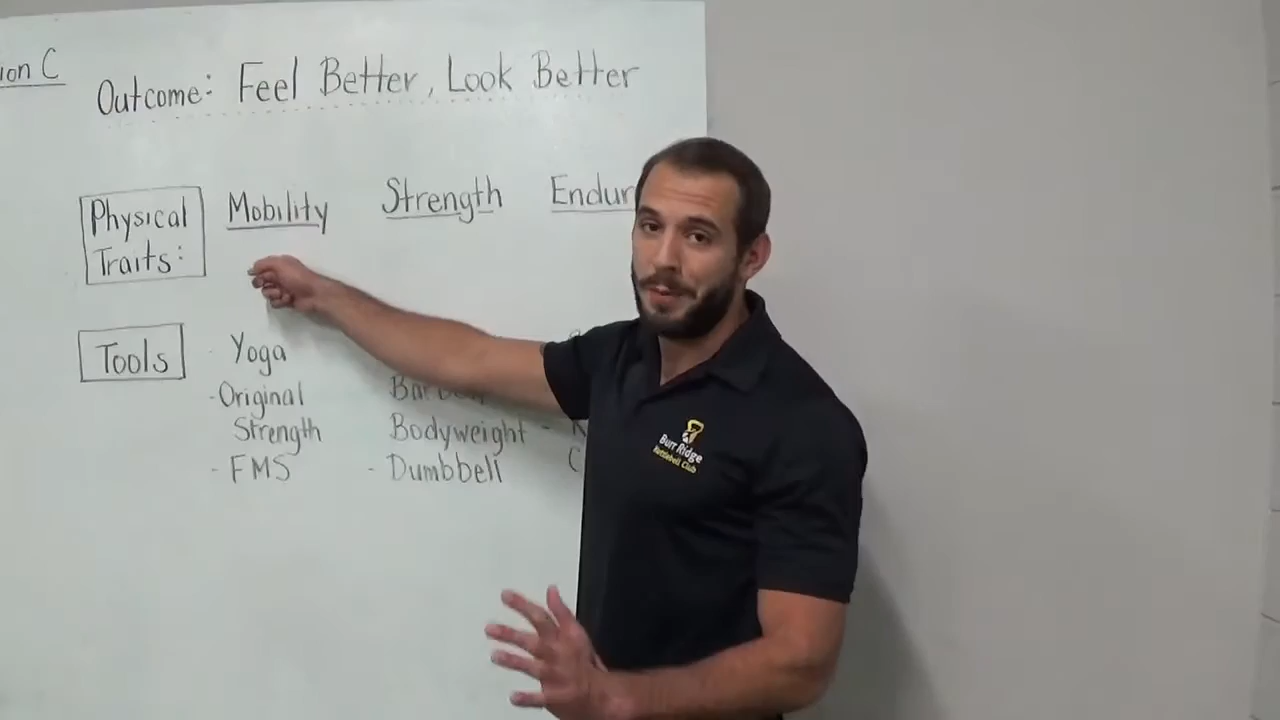 ion C
Outcome: Feel Better, Look Better
Physical
Traits:
Mobility
Strength
Endur
Tools
- Yoga
- Original
Strength
- FMS
Bodyweight
- Dumbbell
Burr Ridge
Kettlebell Club